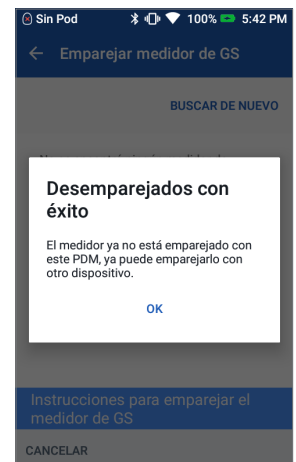 Sin Pod 100% 5:42 PM
Emparejar medidor de GS
BUSCAR DE NUEVO
Desemparejados con
éxito
El medidor ya no está emparejado con
este PDM, ya puede emparejarlo con
otro dispositivo.
OK
Instrucciones para emparejar el
medidor de GS
CANCELAR